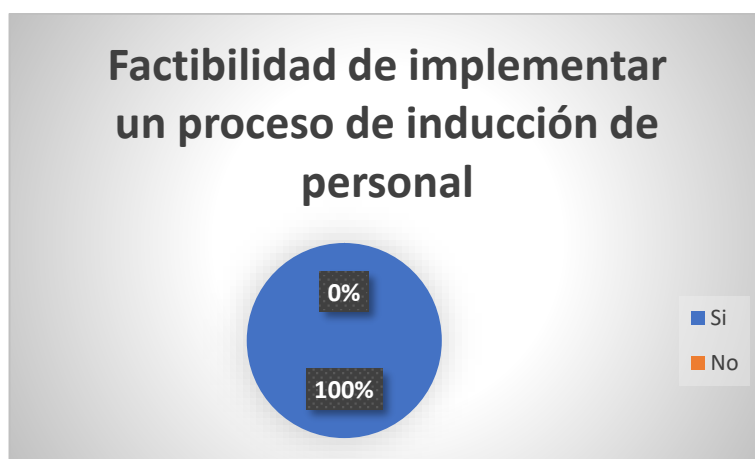 Factibilidad de implementar
un proceso de inducción de
personal
0%
100%
Si
No